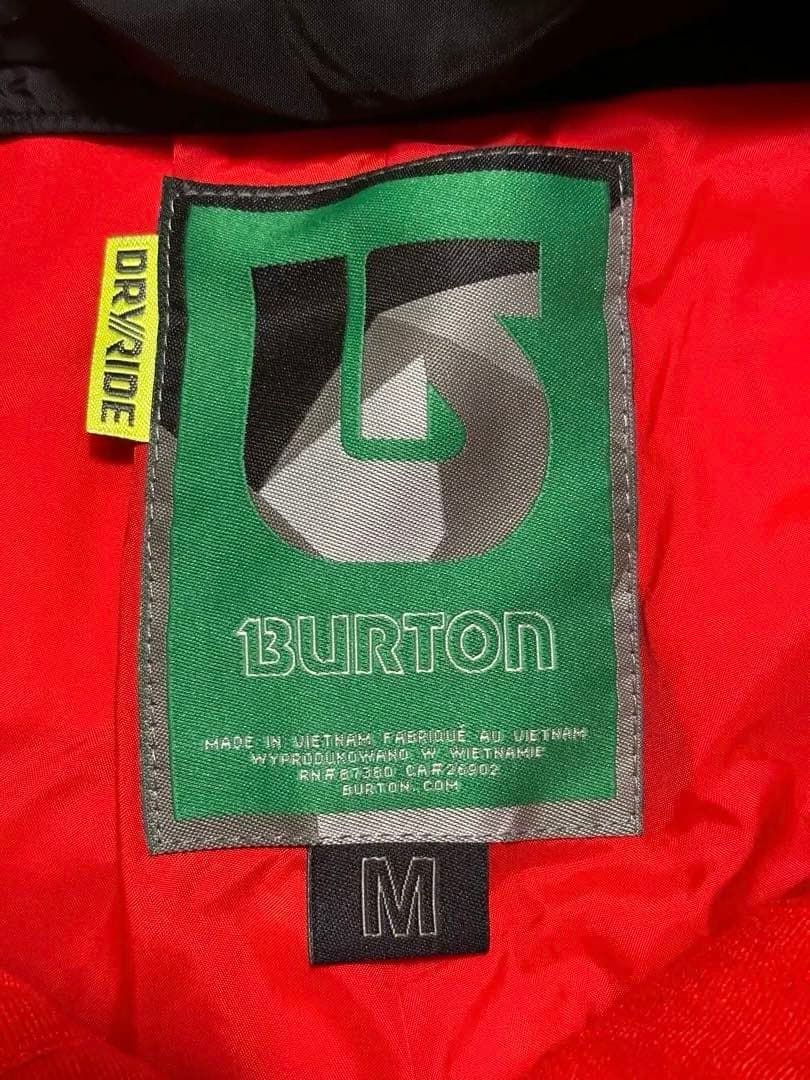 DRY//RIDE
BURTON
MADE IN VIETNAM FABRIQUÉ AU VIETNAM
WYPRODUKOWANO W WIETNAMIE
RN#87380 CA#26902
BURTON.COM
M